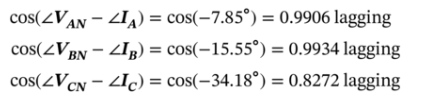 cos(∠V_AN − ∠I_A) = cos(−7.85°) = 0.9906 lagging
cos(∠V_BN − ∠I_B) = cos(−15.55°) = 0.9934 lagging
cos(∠V_CN − ∠I_C) = cos(−34.18°) = 0.8272 lagging